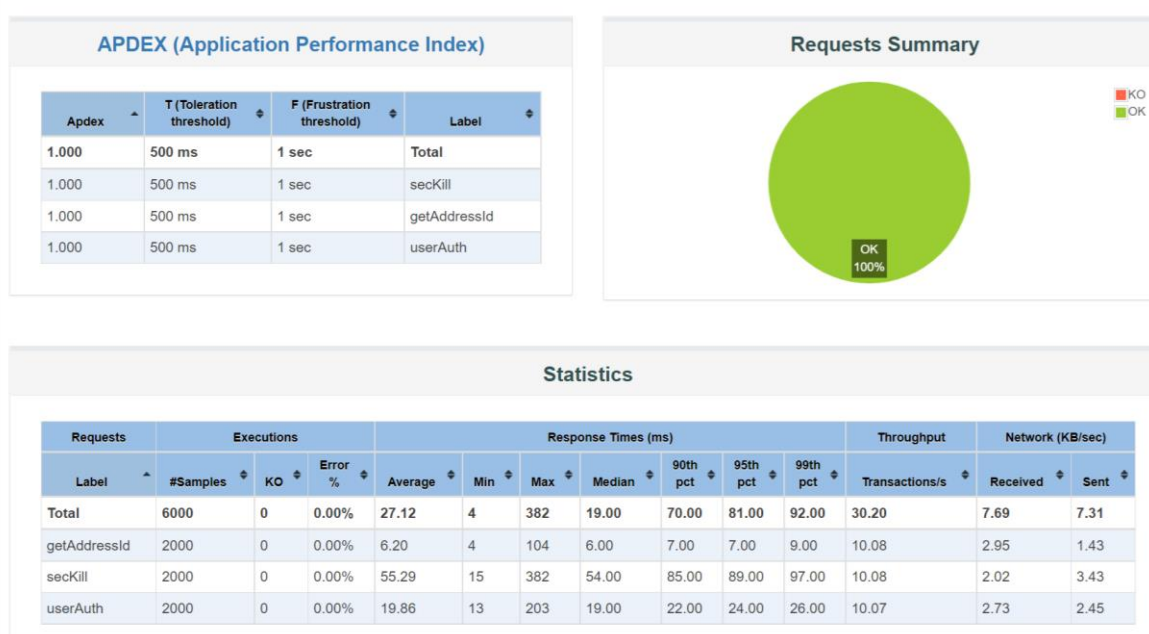 APDEX (Application Performance Index)
Apdex T (Toleration threshold) F (Frustration threshold) Label
1.000 500 ms 1 sec Total
1.000 500 ms 1 sec secKill
1.000 500 ms 1 sec getAddressId
1.000 500 ms 1 sec userAuth
Requests Summary
KO
OK
OK
100%
Statistics
Requests Executions Response Times (ms) Throughput Network (KB/sec)
Label #Samples KO Error % Average Min Max Median 90th pct 95th pct 99th pct Transactions/s Received Sent
Total 6000 0 0.00% 27.12 4 382 19.00 70.00 81.00 92.00 30.20 7.69 7.31
getAddressId 2000 0 0.00% 6.20 4 104 6.00 7.00 7.00 9.00 10.08 2.95 1.43
secKill 2000 0 0.00% 55.29 15 382 54.00 85.00 89.00 97.00 10.08 2.02 3.43
userAuth 2000 0 0.00% 19.86 13 203 19.00 22.00 24.00 26.00 10.07 2.73 2.45